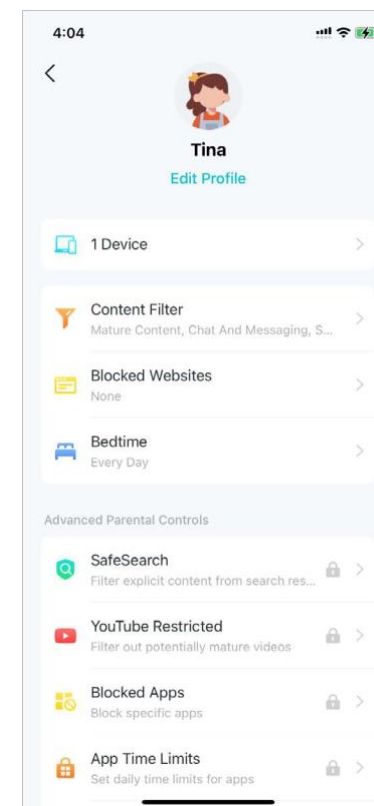 4:04
Tina
Edit Profile
1 Device
Content Filter
Mature Content, Chat And Messaging, S...
Blocked Websites
None
Bedtime
Every Day
Advanced Parental Controls
SafeSearch
Filter explicit content from search res...
YouTube Restricted
Filter out potentially mature videos
Blocked Apps
Block specific apps
App Time Limits
Set daily time limits for apps